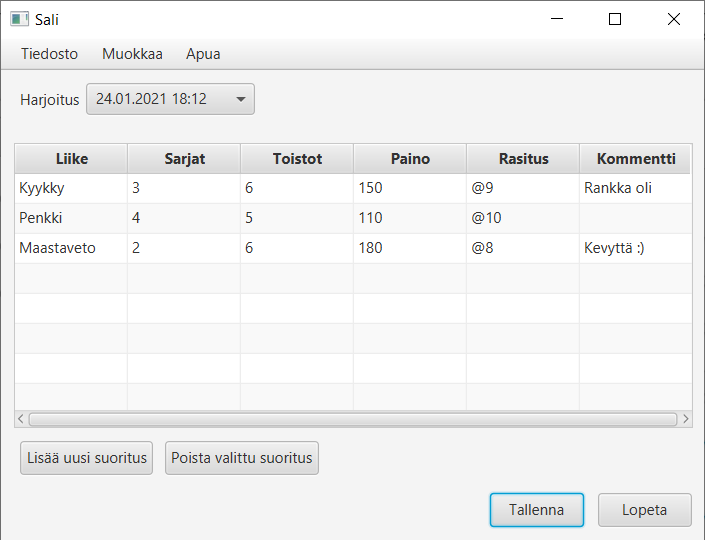 Sali
Tiedosto Muokkaa Apua
Harjoitus 24.01.2021 18:12
Liike Sarjat Toistot Paino Rasitus Kommentti
Kyykky 3 6 150 @9 Rankka oli
Penkki 4 5 110 @10
Maastaveto 2 6 180 @8 Kevyttä :)
Lisää uusi suoritus Poista valittu suoritus
Tallenna Lopeta